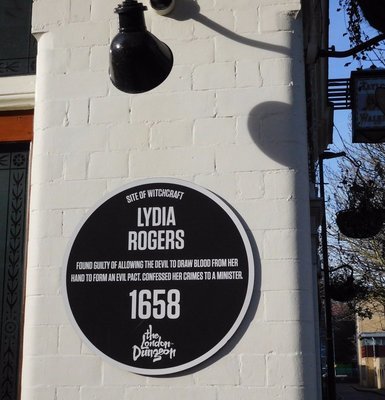 SITE OF WITCHCRAFT
LYDIA
ROGERS
FOUND GUILTY OF ALLOWING THE DEVIL TO DRAW BLOOD FROM HER
HAND TO FORM AN EVIL PACT. CONFESSED HER CRIMES TO A MINISTER.
1658
the
London
Dungeon